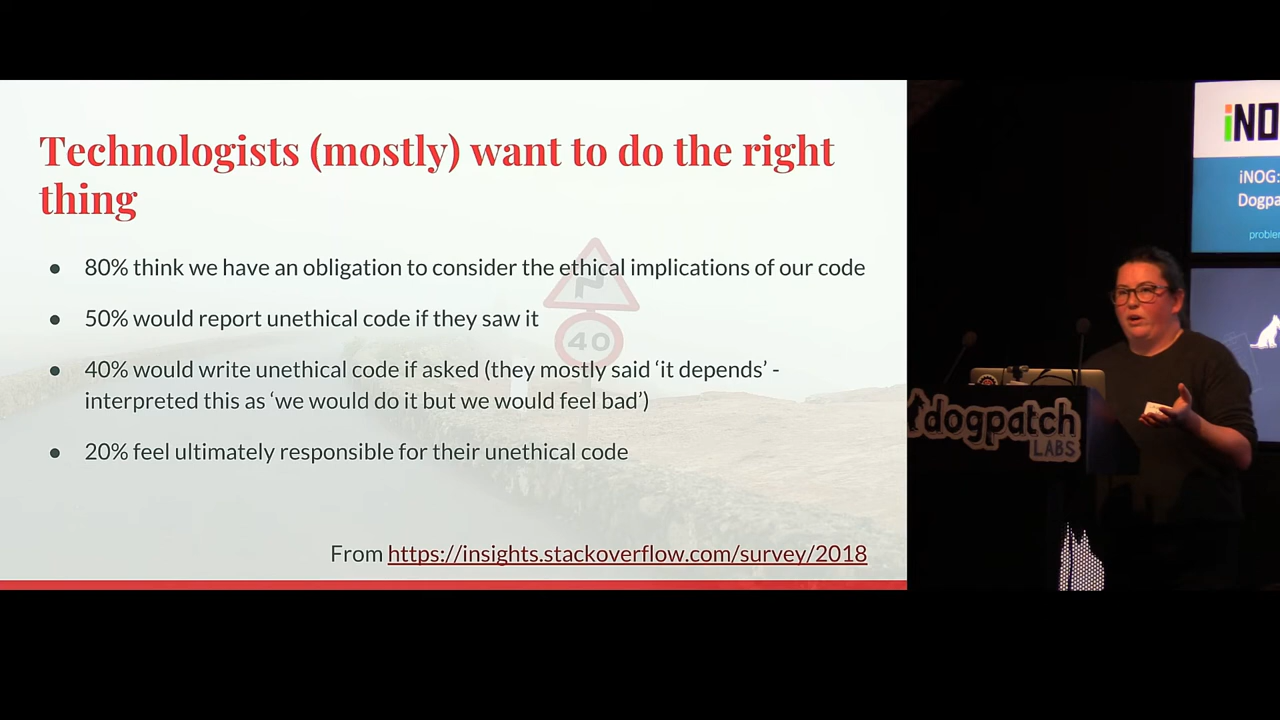 Technologists (mostly) want to do the right
thing
● 80% think we have an obligation to consider the ethical implications of our code
● 50% would report unethical code if they saw it
● 40% would write unethical code if asked (they mostly said ‘it depends’ -
interpreted this as ‘we would do it but we would feel bad’)
● 20% feel ultimately responsible for their unethical code
From https://insights.stackoverflow.com/survey/2018
40
iNO
iNOG:
Dogpa
problem
dogpatch
LABS